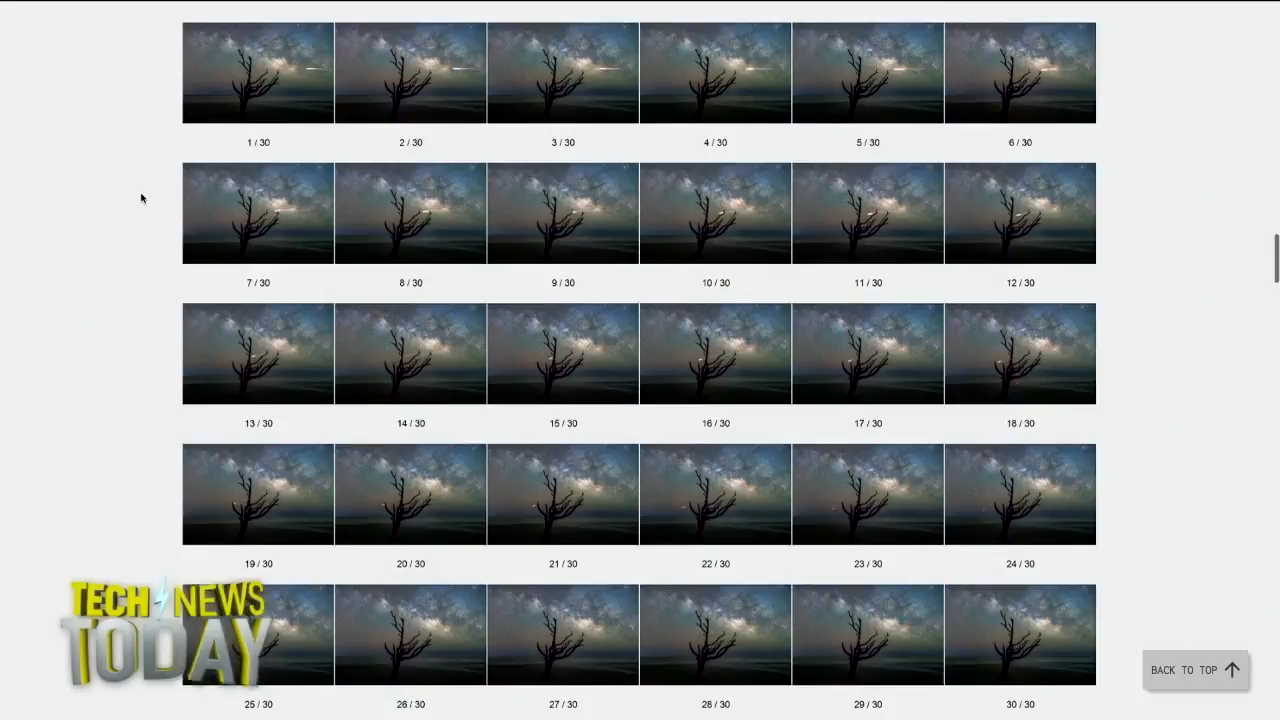 1 / 30
2 / 30
3 / 30
4 / 30
5 / 30
6 / 30
7 / 30
8 / 30
9 / 30
10 / 30
11 / 30
12 / 30
13 / 30
14 / 30
15 / 30
16 / 30
17 / 30
18 / 30
19 / 30
20 / 30
21 / 30
22 / 30
23 / 30
24 / 30
TECH NEWS
TODAY
BACK TO TOP
25 / 30
26 / 30
27 / 30
28 / 30
29 / 30
30 / 30